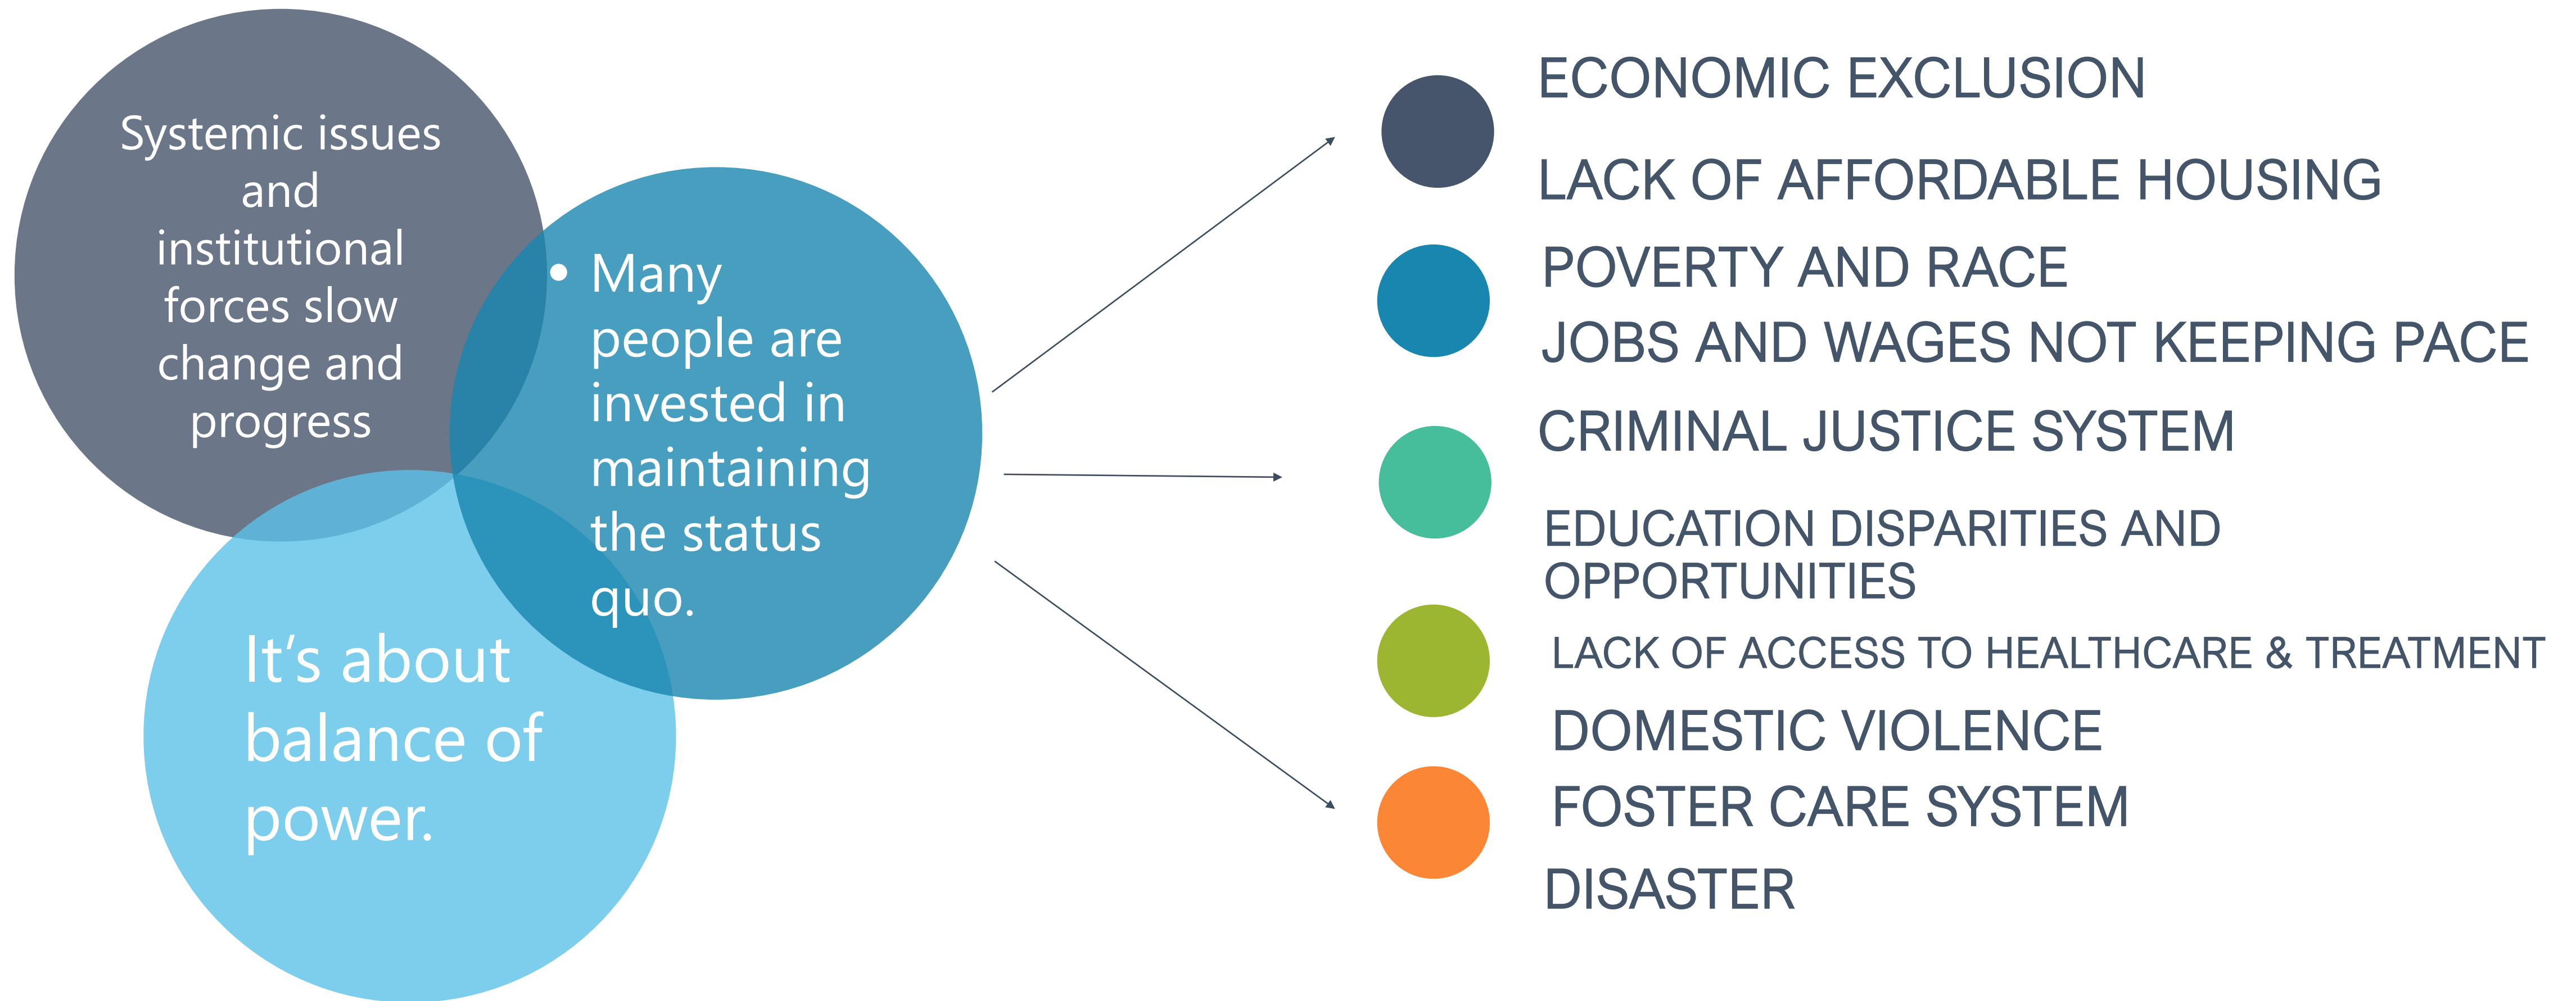 Systemic issues
and
institutional
forces slow
change and
progress
• Many
people are
invested in
maintaining
the status
quo.
It’s about
balance of
power.
ECONOMIC EXCLUSION
LACK OF AFFORDABLE HOUSING
POVERTY AND RACE
JOBS AND WAGES NOT KEEPING PACE
CRIMINAL JUSTICE SYSTEM
EDUCATION DISPARITIES AND
OPPORTUNITIES
LACK OF ACCESS TO HEALTHCARE & TREATMENT
DOMESTIC VIOLENCE
FOSTER CARE SYSTEM
DISASTER